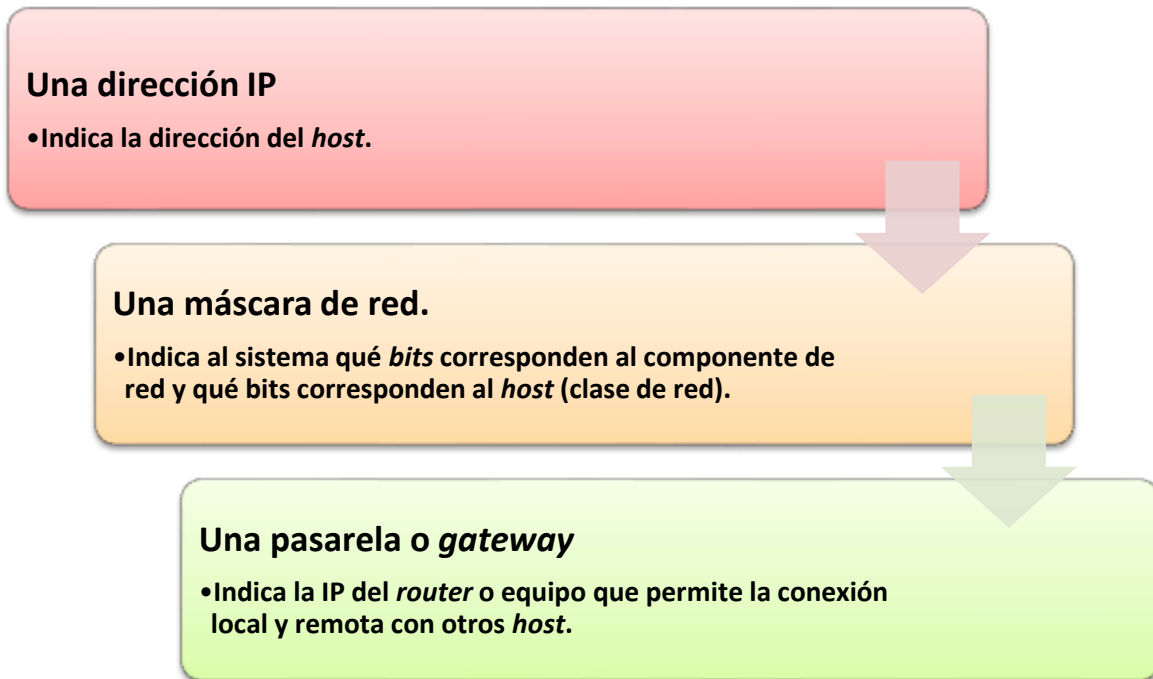 Una dirección IP
•Indica la dirección del host.
Una máscara de red.
•Indica al sistema qué bits corresponden al componente de
red y qué bits corresponden al host (clase de red).
Una pasarela o gateway
•Indica la IP del router o equipo que permite la conexión
local y remota con otros host.